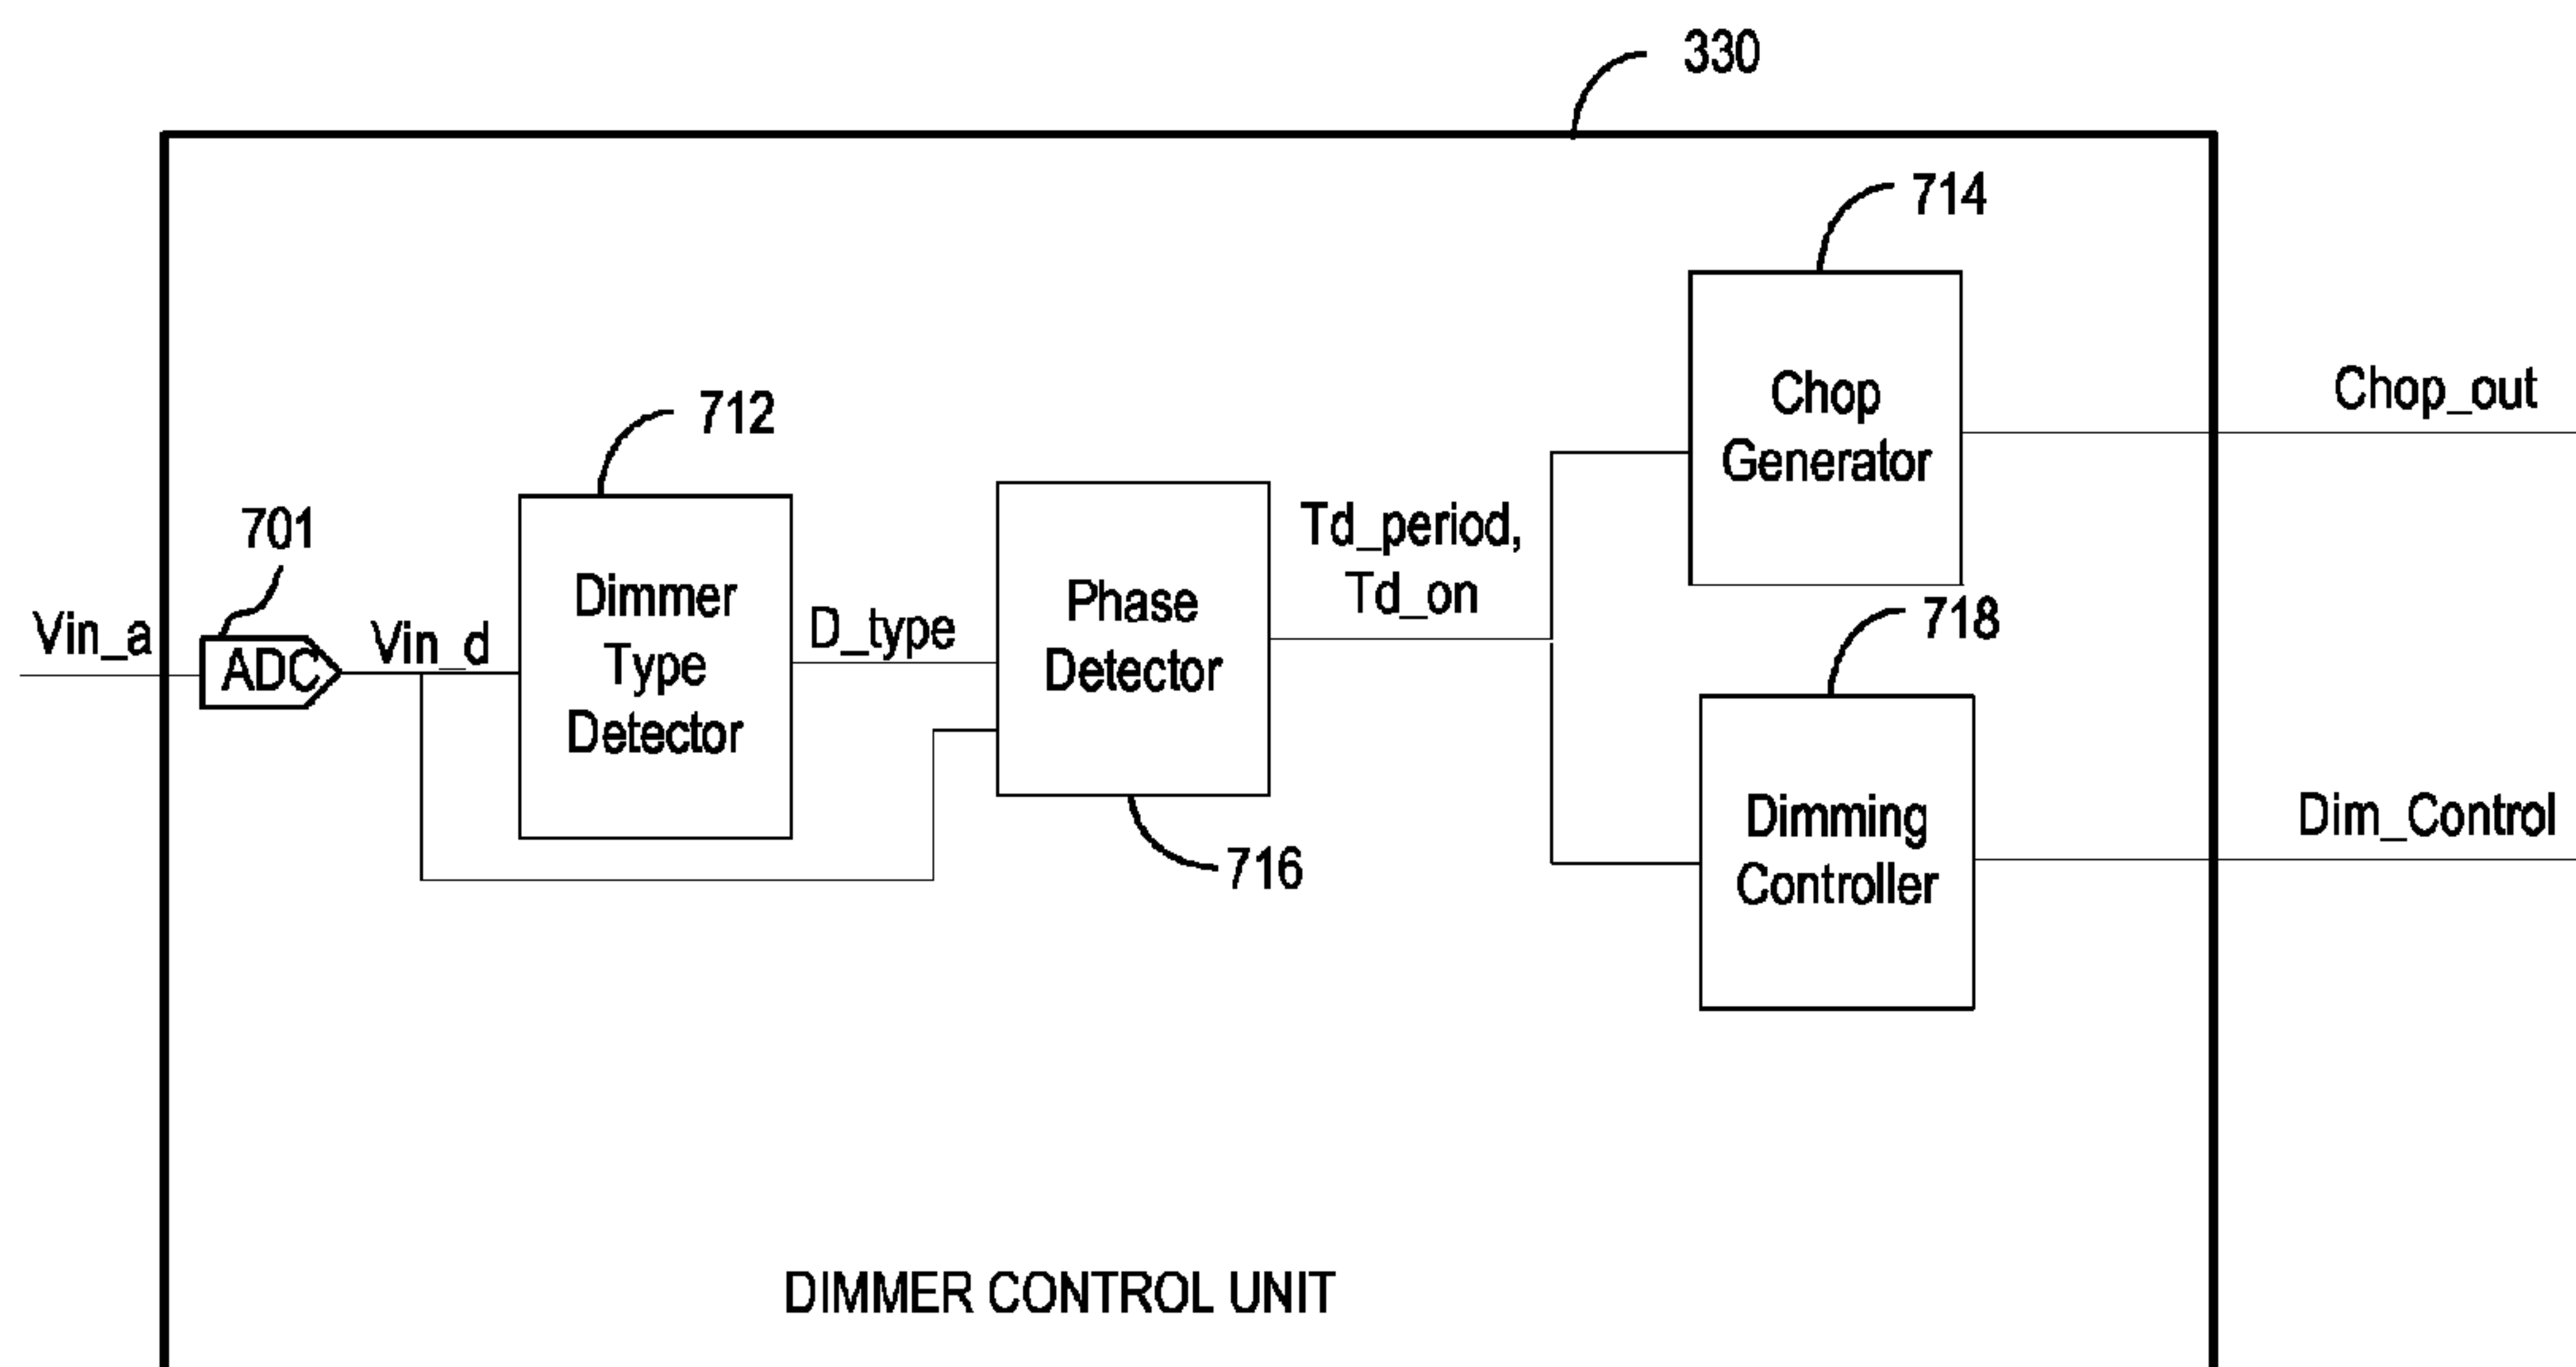 330
714
Chop
Generator
Chop_out
712
701
Vin_a
ADC
Vin_d
Dimmer
Type
Detector
D_type
Phase
Detector
716
Td_period,
Td_on
718
Dimming
Controller
Dim_Control
DIMMER CONTROL UNIT